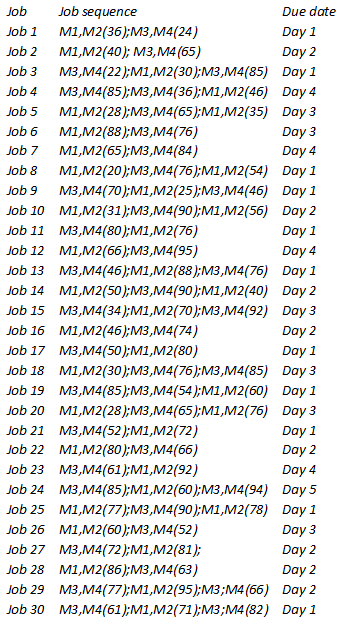 Job Job sequence Due date
Job 1 M1,M2(36);M3,M4(24) Day 1
Job 2 M1,M2(40); M3,M4(65) Day 2
Job 3 M3,M4(22);M1,M2(30);M3,M4(85) Day 1
Job 4 M3,M4(85);M3,M4(36);M1,M2(46) Day 4
Job 5 M1,M2(28);M3,M4(65);M1,M2(35) Day 3
Job 6 M1,M2(88);M3,M4(76) Day 3
Job 7 M1,M2(65);M3,M4(84) Day 4
Job 8 M1,M2(20);M3,M4(76);M1,M2(54) Day 1
Job 9 M3,M4(70);M1,M2(25);M3,M4(46) Day 1
Job 10 M1,M2(31);M3,M4(90);M1,M2(56) Day 2
Job 11 M3,M4(80);M1,M2(76) Day 1
Job 12 M1,M2(66);M3,M4(95) Day 4
Job 13 M3,M4(46);M1,M2(88);M3,M4(76) Day 1
Job 14 M1,M2(50);M3,M4(90);M1,M2(40) Day 2
Job 15 M3,M4(34);M1,M2(70);M3,M4(92) Day 3
Job 16 M1,M2(46);M3,M4(74) Day 2
Job 17 M3,M4(50);M1,M2(80) Day 1
Job 18 M1,M2(30);M3,M4(76);M3,M4(85) Day 3
Job 19 M3,M4(85);M3,M4(54);M1,M2(60) Day 1
Job 20 M1,M2(28);M3,M4(65);M1,M2(76) Day 3
Job 21 M3,M4(52);M1,M2(72) Day 1
Job 22 M1,M2(80);M3,M4(66) Day 2
Job 23 M3,M4(61);M1,M2(92) Day 4
Job 24 M3,M4(85);M1,M2(60);M3,M4(94) Day 5
Job 25 M1,M2(77);M3,M4(90);M1,M2(78) Day 1
Job 26 M1,M2(60);M3,M4(52) Day 3
Job 27 M3,M4(72);M1,M2(81); Day 2
Job 28 M1,M2(86);M3,M4(63) Day 2
Job 29 M3,M4(77);M1,M2(95);M3;M4(66) Day 2
Job 30 M3,M4(61);M1,M2(71);M3;M4(82) Day 1